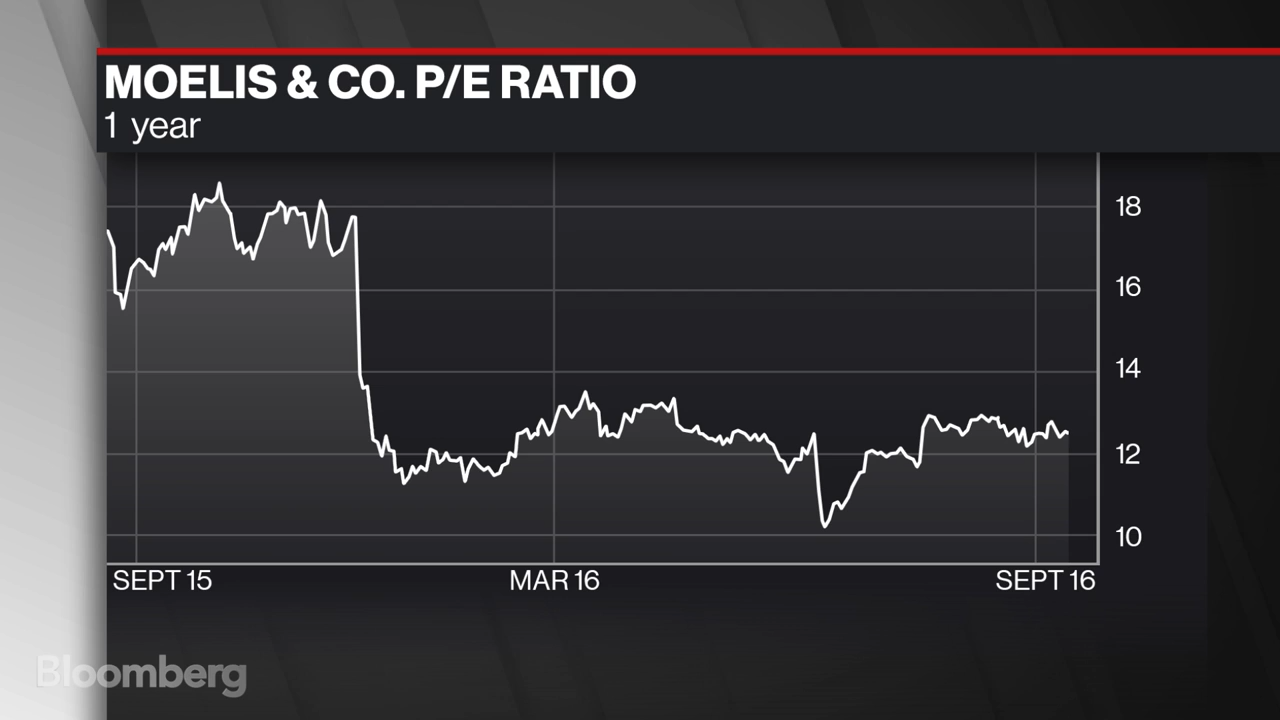 MOELIS & CO. P/E RATIO
1 year
18
16
14
12
10
SEPT 15 MAR 16 SEPT 16
Bloomberg